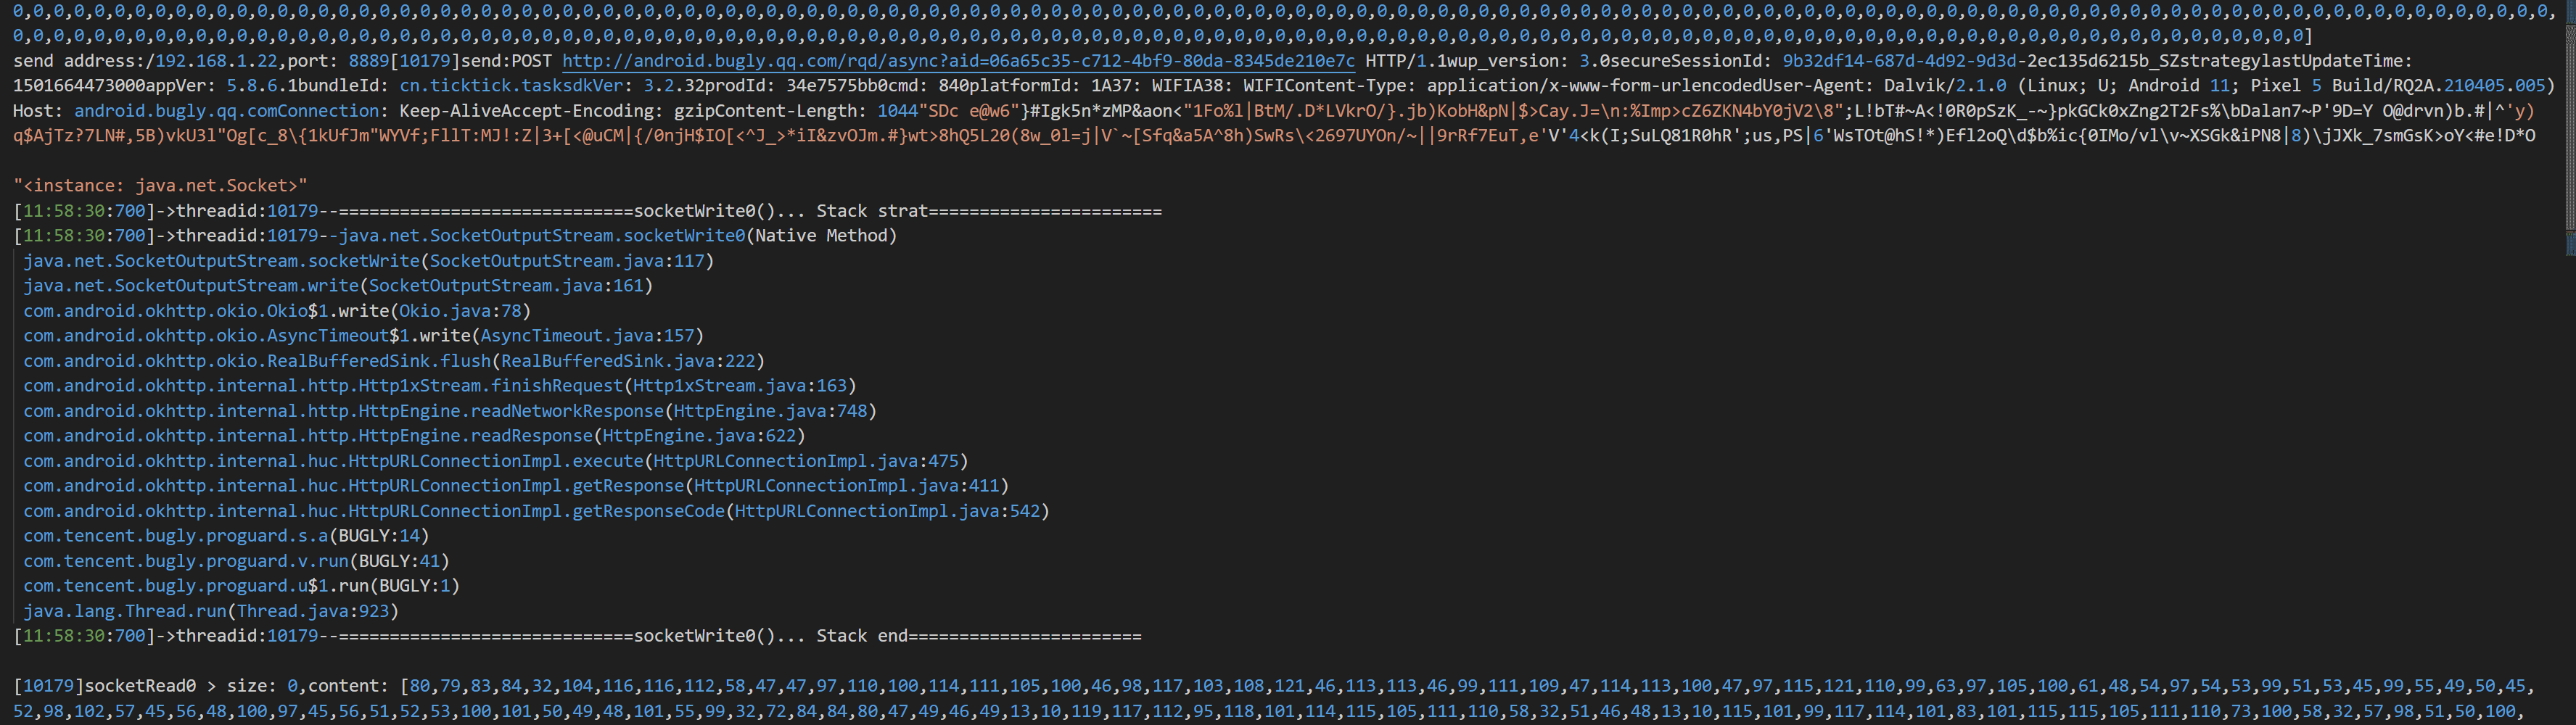 0,0,0,0,0,0,0,0,0,0,0,0,0,0,0,0,0,0,0,0,0,0,0,0,0,0,0,0,0,0,0,0,0,0,0,0,0,0,0,0,0,0,0,0,0,0,0,0,0,0,0,0,0,0,0,0,0,0,0,0,0,0,0,0,0,0,0,0,0,0,0,0,0,0,0,0,0,0,0,0,0,0,0,0,0,0,0,0,0,0,0,0,0,0,0,0,0,0,0,0,0,0,0,0,0,0,0,0,0,0,0,0,0,0,0,0,0,0,0,0,0,0,0,0,0,
0,0,0,0,0,0,0,0,0,0,0,0,0,0,0,0,0,0,0,0,0,0,0,0,0,0,0,0,0,0,0,0,0,0,0,0,0,0,0,0,0,0,0,0,0,0,0,0,0,0,0,0,0,0,0,0,0,0,0,0,0,0,0,0,0,0,0,0,0,0,0,0,0,0,0,0,0,0,0,0,0,0,0,0,0,0,0,0,0,0,0,0,0,0,0,0,0,0,0,0,0,0,0,0,0,0,0,0,0,0,0,0,0]
send address:/192.168.1.22,port: 8889[10179]send:POST http://android.bugly.qq.com/rqd/async?aid=06a65c35-c712-4bf9-80da-8345de210e7c HTTP/1.1wup_version: 3.0secureSessionId: 9b32df14-687d-4d92-9d3d-2ec135d6215b_SZstrategylastUpdateTime:
1501664473000appVer: 5.8.6.1bundleId: cn.ticktick.tasksdkVer: 3.2.32prodId: 34e7575bb0cmd: 840platformId: 1A37: WIFIA38: WIFIContent-Type: application/x-www-form-urlencodedUser-Agent: Dalvik/2.1.0 (Linux; U; Android 11; Pixel 5 Build/RQ2A.210405.005)
Host: android.bugly.qq.comConnection: Keep-AliveAccept-Encoding: gzipContent-Length: 1044"SDc e@w6"}#Igk5n*zMP&aon<"1Fo%l|BtM/.D*LVkrO/}.jb)KobH&pN|$>Cay.J=\n:%Imp>cZ6ZKN4bY0jV2\8";L!bT#~A<!0R0pSzK_-~}pkGCk0xZng2T2Fs%\bDalan7~P'9D=Y O@drvn)b.#|^'y)
q$AjTz?7LN#,5B)vkU3l"Og[c_8\{1kUfJm"WYVf;FllT:MJ!:Z|3+[<@uCM|{/0njH$IO[<^J_>*iI&zvOJm.#}wt>8hQ5L20(8w_0l=j|V`~[Sfq&a5A^8h)SwRs\<2697UYOn/~||9rRf7EuT,e'V'4<k(I;SuLQ81R0hR';us,PS|6'WsTOt@hS!*)Efl2oQ\d$b%ic{0IMo/vl\v~XSGk&iPN8|8)\jJXk_7smGsK>oY<#e!D*O
"<instance: java.net.Socket>"
[11:58:30:700]->threadid:10179--=============================socketWrite0()... Stack strat=======================
[11:58:30:700]->threadid:10179--java.net.SocketOutputStream.socketWrite0(Native Method)
java.net.SocketOutputStream.socketWrite(SocketOutputStream.java:117)
java.net.SocketOutputStream.write(SocketOutputStream.java:161)
com.android.okhttp.okio.Okio$1.write(Okio.java:78)
com.android.okhttp.okio.AsyncTimeout$1.write(AsyncTimeout.java:157)
com.android.okhttp.okio.RealBufferedSink.flush(RealBufferedSink.java:222)
com.android.okhttp.internal.http.Http1xStream.finishRequest(Http1xStream.java:163)
com.android.okhttp.internal.http.HttpEngine.readNetworkResponse(HttpEngine.java:748)
com.android.okhttp.internal.http.HttpEngine.readResponse(HttpEngine.java:622)
com.android.okhttp.internal.huc.HttpURLConnectionImpl.execute(HttpURLConnectionImpl.java:475)
com.android.okhttp.internal.huc.HttpURLConnectionImpl.getResponse(HttpURLConnectionImpl.java:411)
com.android.okhttp.internal.huc.HttpURLConnectionImpl.getResponseCode(HttpURLConnectionImpl.java:542)
com.tencent.bugly.proguard.s.a(BUGLY:14)
com.tencent.bugly.proguard.v.run(BUGLY:41)
com.tencent.bugly.proguard.u$1.run(BUGLY:1)
java.lang.Thread.run(Thread.java:923)
[11:58:30:700]->threadid:10179--=============================socketWrite0()... Stack end=======================
[10179]socketRead0 > size: 0,content: [80,79,83,84,32,104,116,116,112,58,47,47,97,110,100,114,111,105,100,46,98,117,103,108,121,46,113,113,46,99,111,109,47,114,113,100,47,97,115,121,110,99,63,97,105,100,61,48,54,97,54,53,99,51,53,45,99,55,49,50,45,
52,98,102,57,45,56,48,100,97,45,56,51,52,53,100,101,50,49,48,101,55,99,32,72,84,84,80,47,49,46,49,13,10,119,117,112,95,118,101,114,115,105,111,110,58,32,51,46,48,13,10,115,101,99,117,114,101,83,101,115,115,105,111,110,73,100,58,32,57,98,51,50,100,